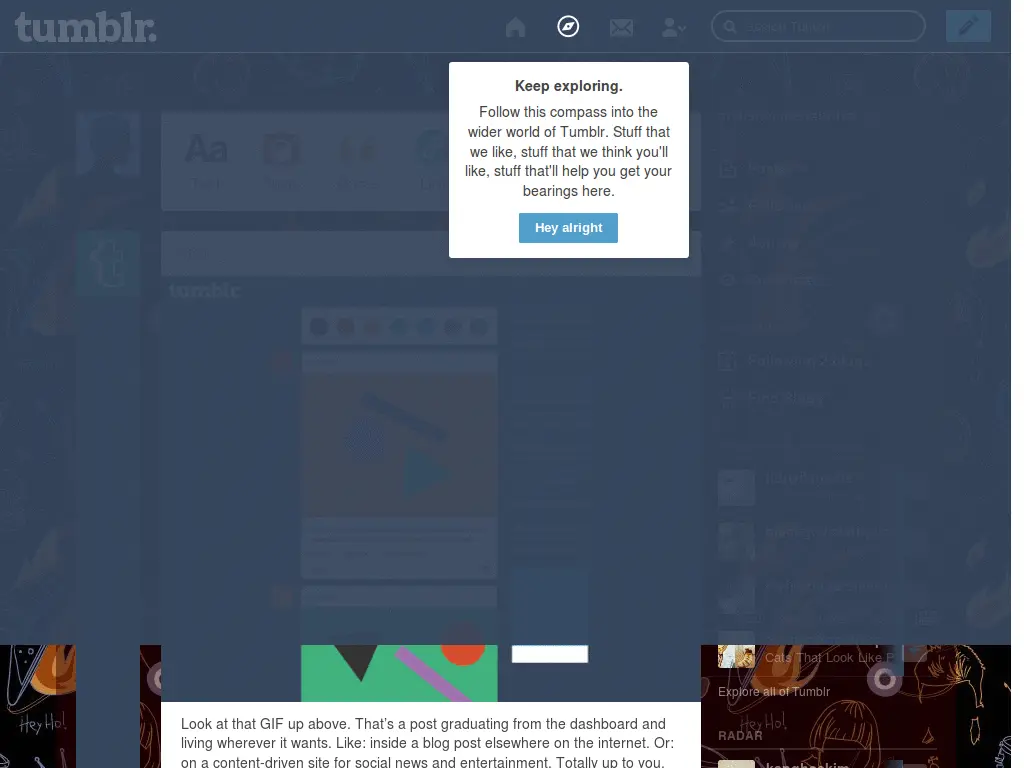 tumblr.
Search Tumblr
Keep exploring.
Follow this compass into the
wider world of Tumblr. Stuff that
we like, stuff that we think you'll
like, stuff that'll help you get your
bearings here.
Hey alright
Aa
Text
tumblr
Find Blogs
Cats That Look Like P
Explore all of Tumblr
Hey Ho!
Hey Ho!
RADAR
Look at that GIF up above. That's a post graduating from the dashboard and
living wherever it wants. Like: inside a blog post elsewhere on the internet. Or:
on a content-driven site for social news and entertainment. Totally up to you.